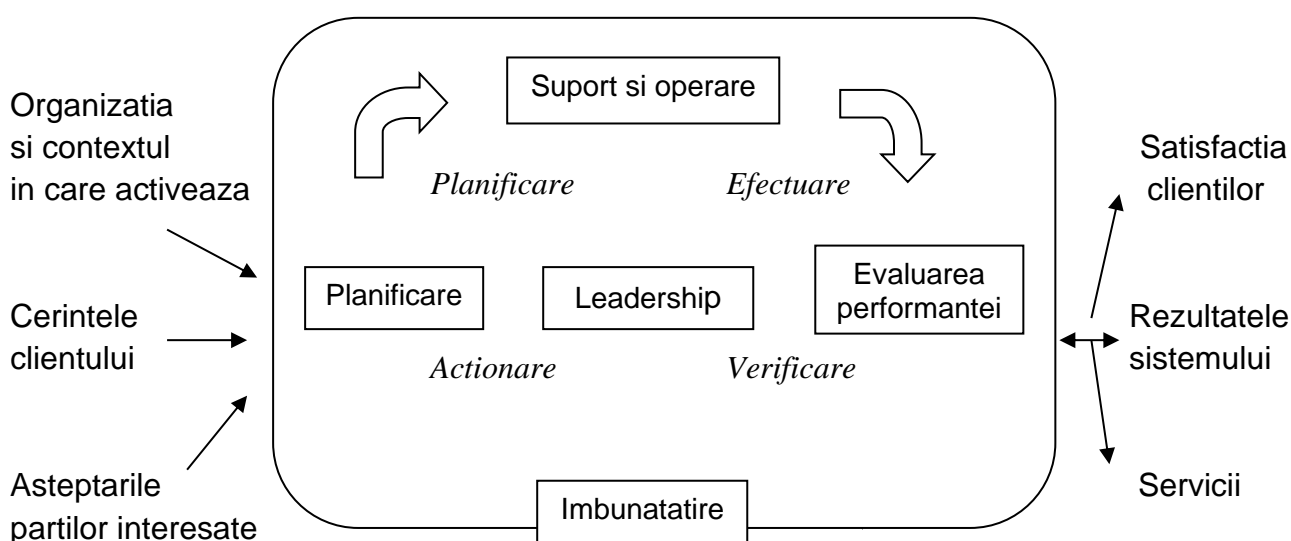 Suport si operare
Organizatia
si contextul
in care activeaza
Planificare
Efectuare
Satisfactia
clientilor
Planificare
Leadership
Evaluarea
performantei
Cerintele
clientului
Actionare
Verificare
Rezultatele
sistemului
Asteptarile
partilor interesate
Imbunatatire
Servicii